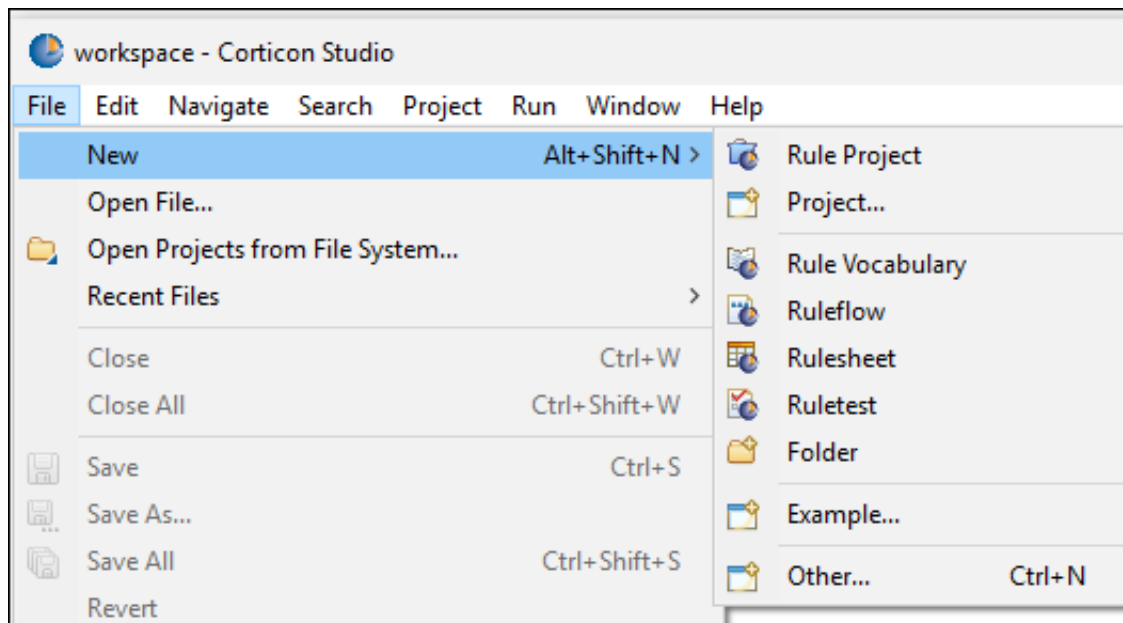 workspace - Corticon Studio
File Edit Navigate Search Project Run Window Help
New Alt+Shift+N >
Open File...
Open Projects from File System...
Recent Files >
Close Ctrl+W
Close All Ctrl+Shift+W
Save Ctrl+S
Save As...
Save All Ctrl+Shift+S
Revert
Rule Project
Project...
Rule Vocabulary
Ruleflow
Rulesheet
Ruletest
Folder
Example...
Other... Ctrl+N